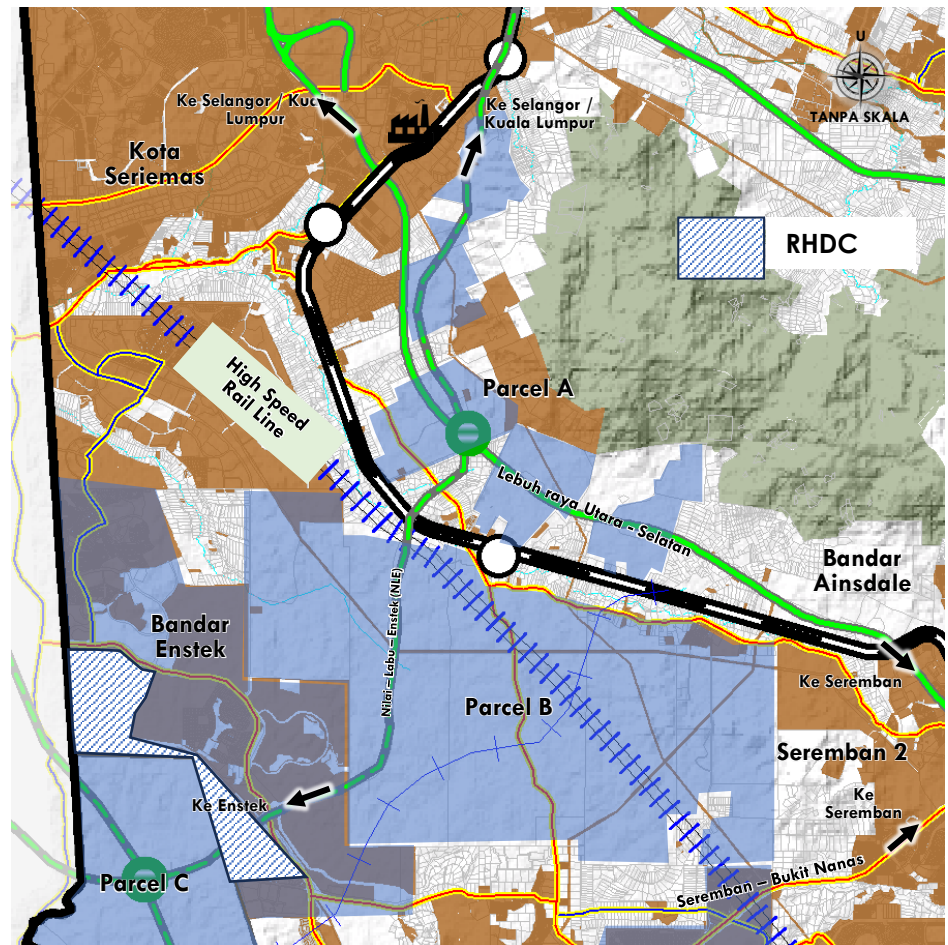 U
TANPA SKALA
Ke Selangor / Kuala
Lumpur
Ke Selangor /
Kuala Lumpur
Kota
Seriemas
RHDC
High Speed
Rail Line
Parcel A
Lebuh raya Utara - Selatan
Bandar
Ainsdale
Nilai – Labu – Enstek (NLE)
Bandar
Enstek
Ke Seremban
Parcel B
Seremban 2
Ke Enstek
Ke
Seremban
Parcel C
Seremban – Bukit Nanas